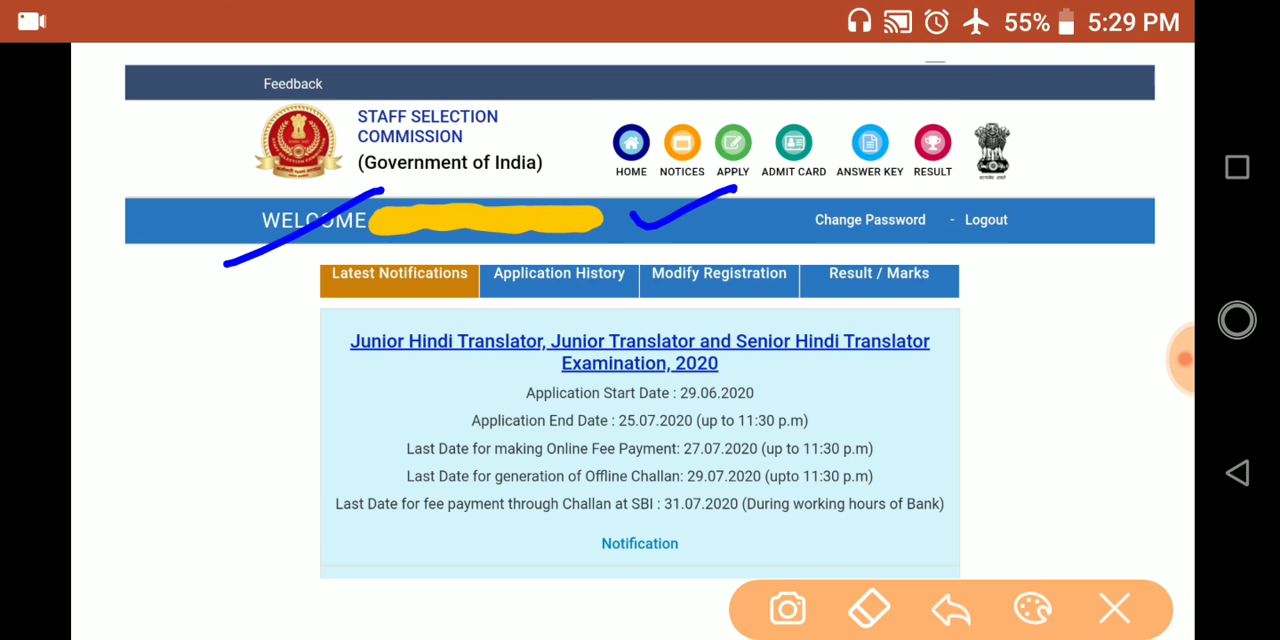 55% 5:29 PM
Feedback
STAFF SELECTION
COMMISSION
(Government of India)
HOME NOTICES APPLY ADMIT CARD ANSWER KEY RESULT
WELCOME
Change Password - Logout
Latest Notifications Application History Modify Registration Result / Marks
Junior Hindi Translator, Junior Translator and Senior Hindi Translator
Examination, 2020
Application Start Date : 29.06.2020
Application End Date : 25.07.2020 (up to 11:30 p.m)
Last Date for making Online Fee Payment: 27.07.2020 (up to 11:30 p.m)
Last Date for generation of Offline Challan: 29.07.2020 (upto 11:30 p.m)
Last Date for fee payment through Challan at SBI : 31.07.2020 (During working hours of Bank)
Notification